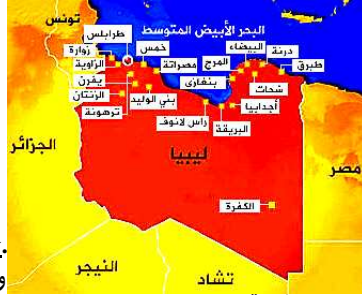 تونس
البحر الأبيض المتوسط
طرابلس
زوارة
الزاوية
يفرن
الزنتان
ترهونة
خمس
مصراتة
بني الوليد
المرج
بنغازى
البيضاء
درنة
طبرق
شحات
أجدابيا
البريقة
راس لانوف
الجزائر
ليبيا
مصر
الكفرة
النيجر
تشاد